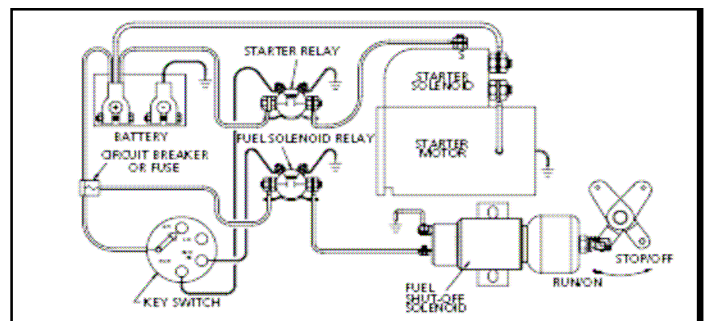 STARTER RELAY
S
STARTER
SOLENOID
+
-
BATTERY
FUEL SOLENOID RELAY
STARTER
MOTOR
CIRCUIT BREAKER
OR FUSE
STOP/OFF
RUN/ON
KEY SWITCH
FUEL
SHUT-OFF
SOLENOID